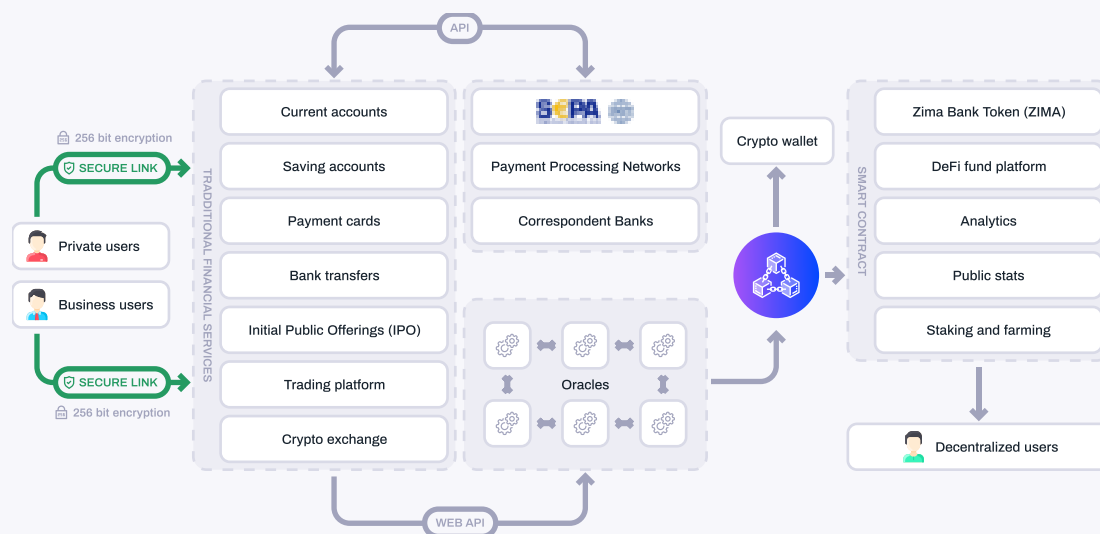 API
256 bit encryption
SECURE LINK
Private users
Business users
SECURE LINK
256 bit encryption
TRADDITIONAL FINANCIAL SERVICES
Current accounts
Saving accounts
Payment cards
Bank transfers
Initial Public Offerings (IPO)
Trading platform
Crypto exchange
SEPA
Payment Processing Networks
Correspondent Banks
Oracles
WEB API
Crypto wallet
SMART CONTRACT
Zima Bank Token (ZIMA)
DeFi fund platform
Analytics
Public stats
Staking and farming
Decentralized users